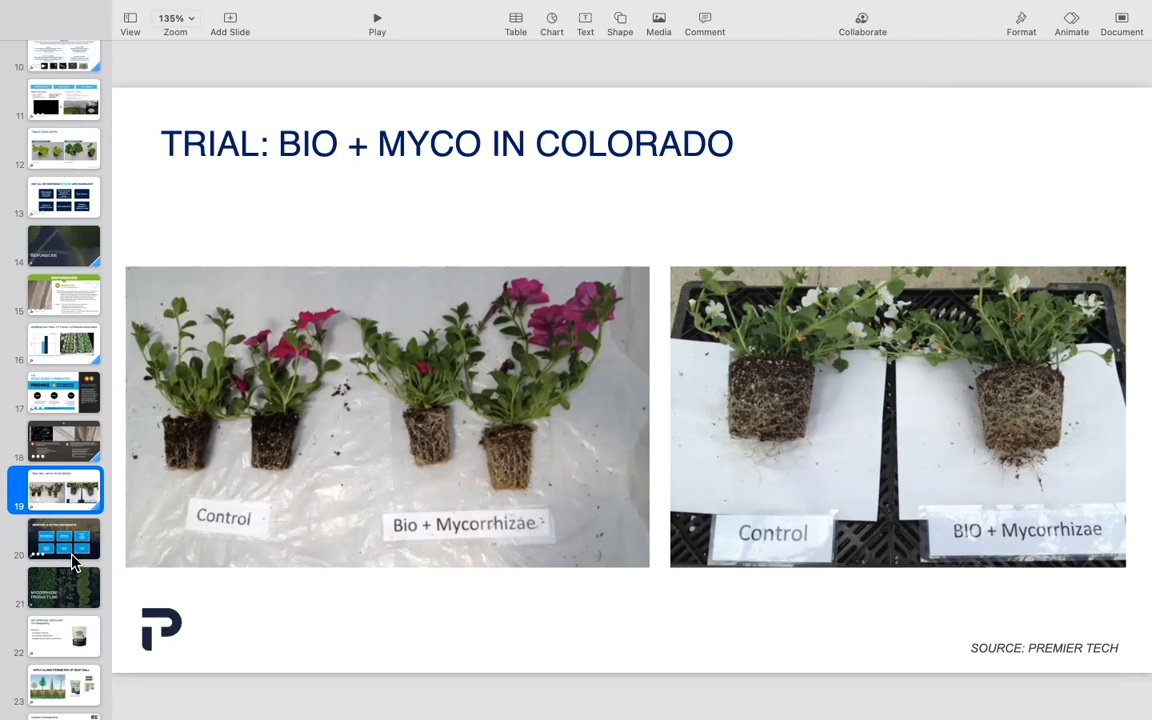 135%
View
Zoom
Add Slide
Play
Table
Chart
Text
Shape
Media
Comment
Collaborate
Format
Animate
Document
10
11
12
13
14
15
16
17
18
19
20
21
22
23
TRIAL: BIO + MYCO IN COLORADO
Control
Bio + Mycorrhizae
Control
BIO + Mycorrhizae
P
SOURCE: PREMIER TECH